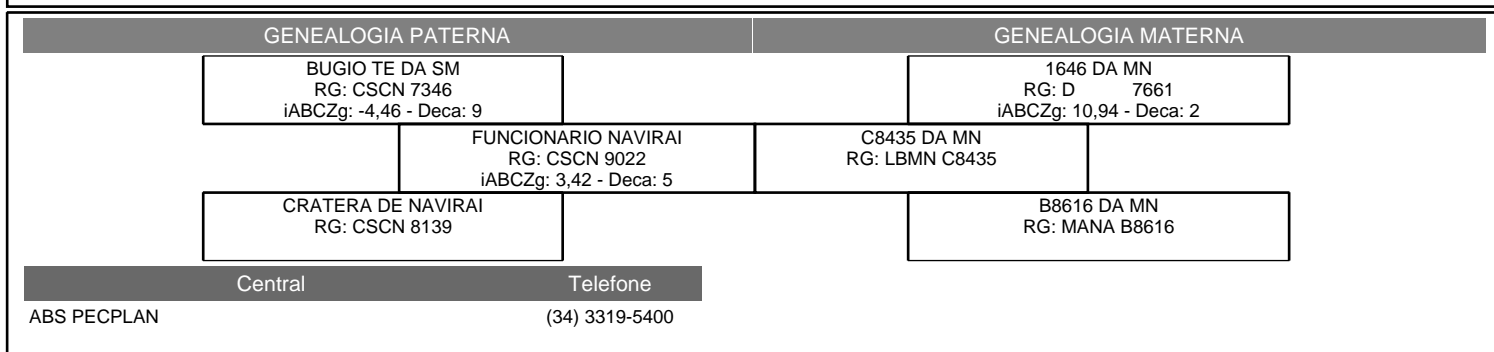 GENEALOGIA PATERNA
GENEALOGIA MATERNA
BUGIO TE DA SM
RG: CSCN 7346
iABCZg: -4,46 - Deca: 9
1646 DA MN
RG: D 7661
iABCZg: 10,94 - Deca: 2
FUNCIONARIO NAVIRAI
RG: CSCN 9022
iABCZg: 3,42 - Deca: 5
C8435 DA MN
RG: LBMN C8435
CRATERA DE NAVIRAI
RG: CSCN 8139
B8616 DA MN
RG: MANA B8616
Central Telefone
ABS PECPLAN (34) 3319-5400